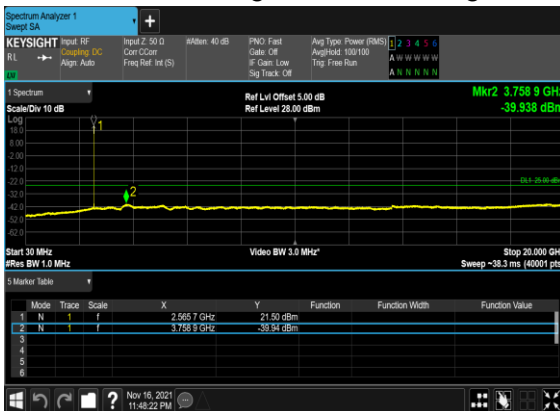 Spectrum Analyzer 1
Swept SA
KEYSIGHT
RL
LV
Input: RF
Coupling: DC
Align: Auto
Input Z: 50 Ω
Corr CCorr
Freq Ref: Int (S)
#Atten: 40 dB
PNO: Fast
Gate: Off
IF Gain: Low
Sig Track: Off
Avg Type: Power (RMS)
Avg|Hold: 100/100
Trig: Free Run
1 2 3 4 5 6
A W W W W W
A N N N N N
1 Spectrum
Scale/Div 10 dB
Ref Lvl Offset 5.00 dB
Ref Level 28.00 dBm
Mkr2 3.758 9 GHz
-39.938 dBm
Log
18.0
8.00
-2.00
-12.0
-22.0
-32.0
-42.0
-52.0
-62.0
1
2
DL1 -25.00 dBm
Start 30 MHz
#Res BW 1.0 MHz
Video BW 3.0 MHz*
Stop 20.000 GHz
Sweep ~38.3 ms (40001 pts)
5 Marker Table
Mode Trace Scale X Y Function Function Width Function Value
1 N 1 f 2.565 7 GHz 21.50 dBm
2 N 1 f 3.758 9 GHz -39.94 dBm
3
4
5
6
?
Nov 16, 2021
11:48:22 PM